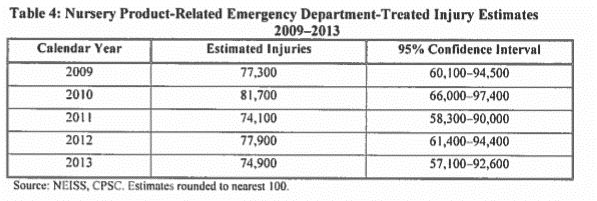 Table 4: Nursery Product-Related Emergency Department-Treated Injury Estimates
2009–2013
Calendar Year Estimated Injuries 95% Confidence Interval
2009 77,300 60,100–94,500
2010 81,700 66,000–97,400
2011 74,100 58,300–90,000
2012 77,900 61,400–94,400
2013 74,900 57,100–92,600
Source: NEISS, CPSC. Estimates rounded to nearest 100.